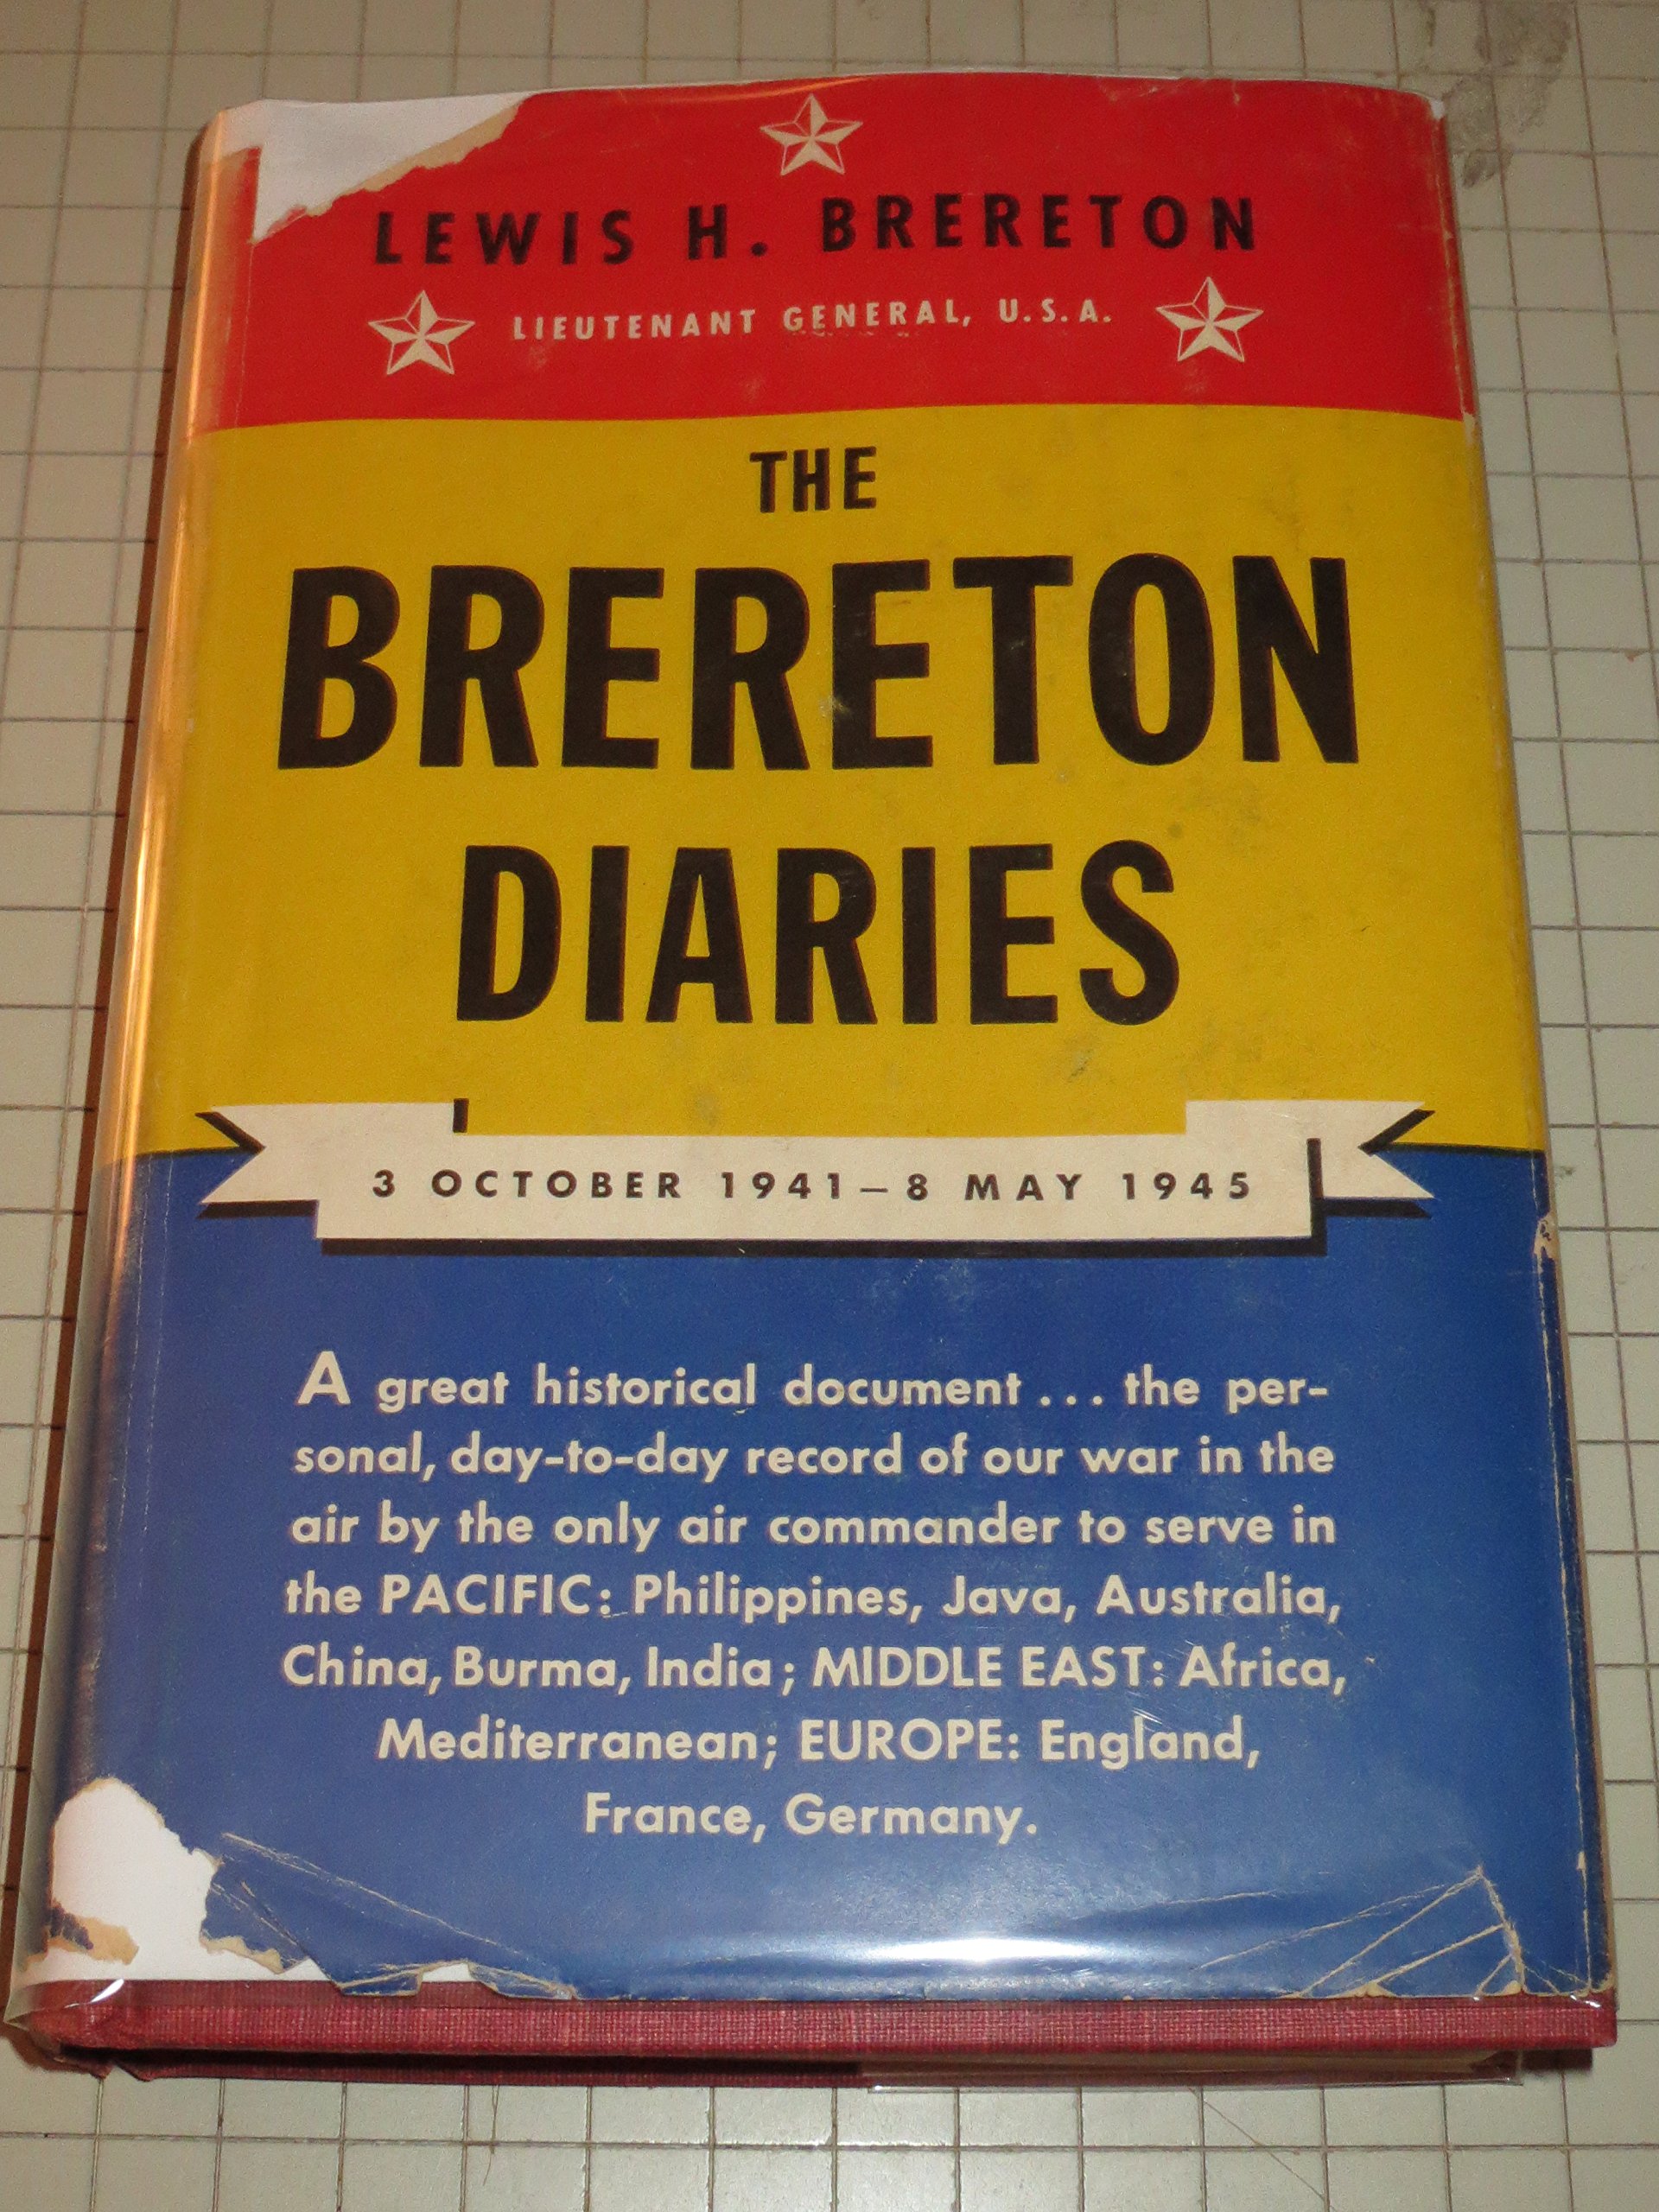 LEWIS H. BRERETON
LIEUTENANT GENERAL, U.S.A.
THE
BRERETON
DIARIES
3 OCTOBER 1941–8 MAY 1945
A great historical document... the per-
sonal, day-to-day record of our war in the
air by the only air commander to serve in
the PACIFIC: Philippines, Java, Australia,
China, Burma, India; MIDDLE EAST: Africa,
Mediterranean; EUROPE: England,
France, Germany.